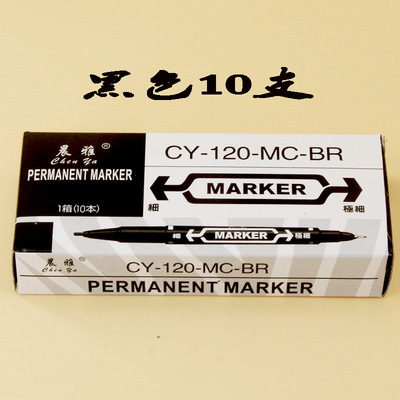 黑色10支
晨雅®
Chen Ya
PERMANENT MARKER
1箱(10本)
CY-120-MC-BR
MARKER
細 極細
細 MARKER 極細
晨雅®
Chen Ya
CY-120-MC-BR
PERMANENT MARKER